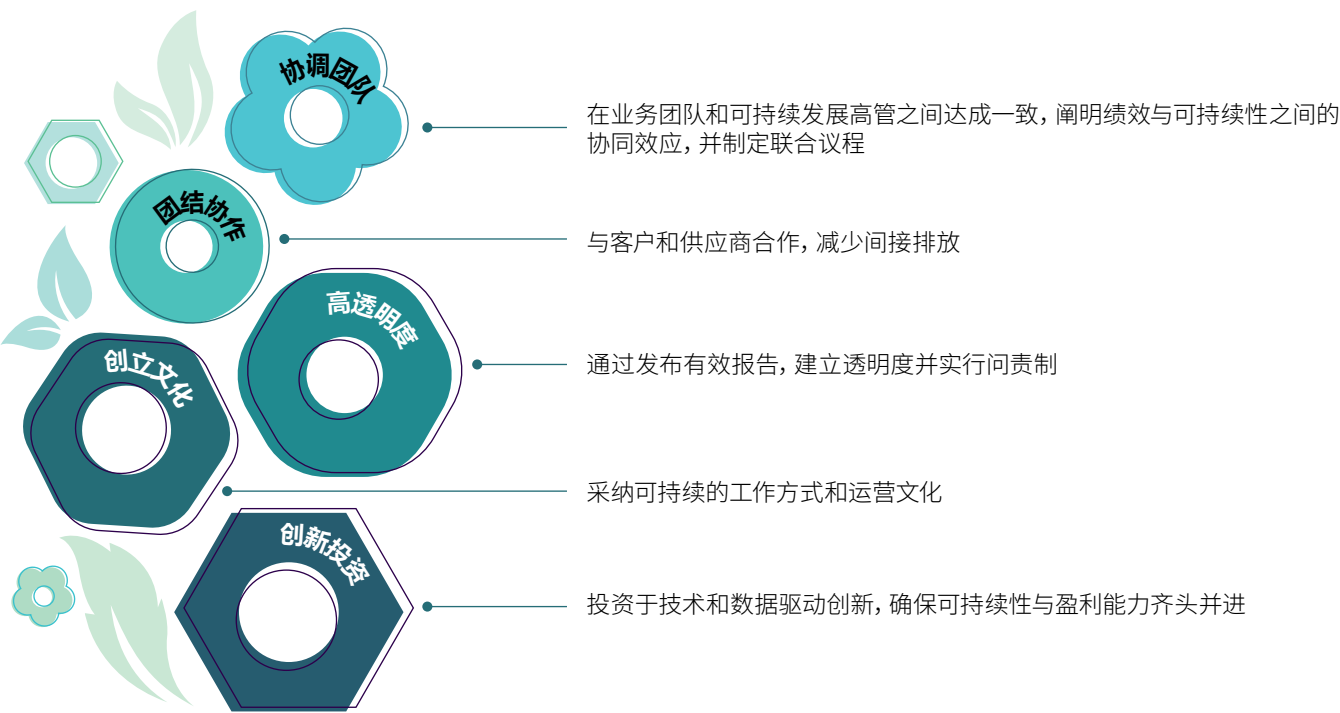 协调团队
在业务团队和可持续发展高管之间达成一致，阐明绩效与可持续性之间的
协同效应，并制定联合议程
团结协作
与客户和供应商合作，减少间接排放
高透明度
通过发布有效报告，建立透明度并实行问责制
创立文化
采纳可持续的工作方式和运营文化
创新投资
投资于技术和数据驱动创新，确保可持续性与盈利能力齐头并进